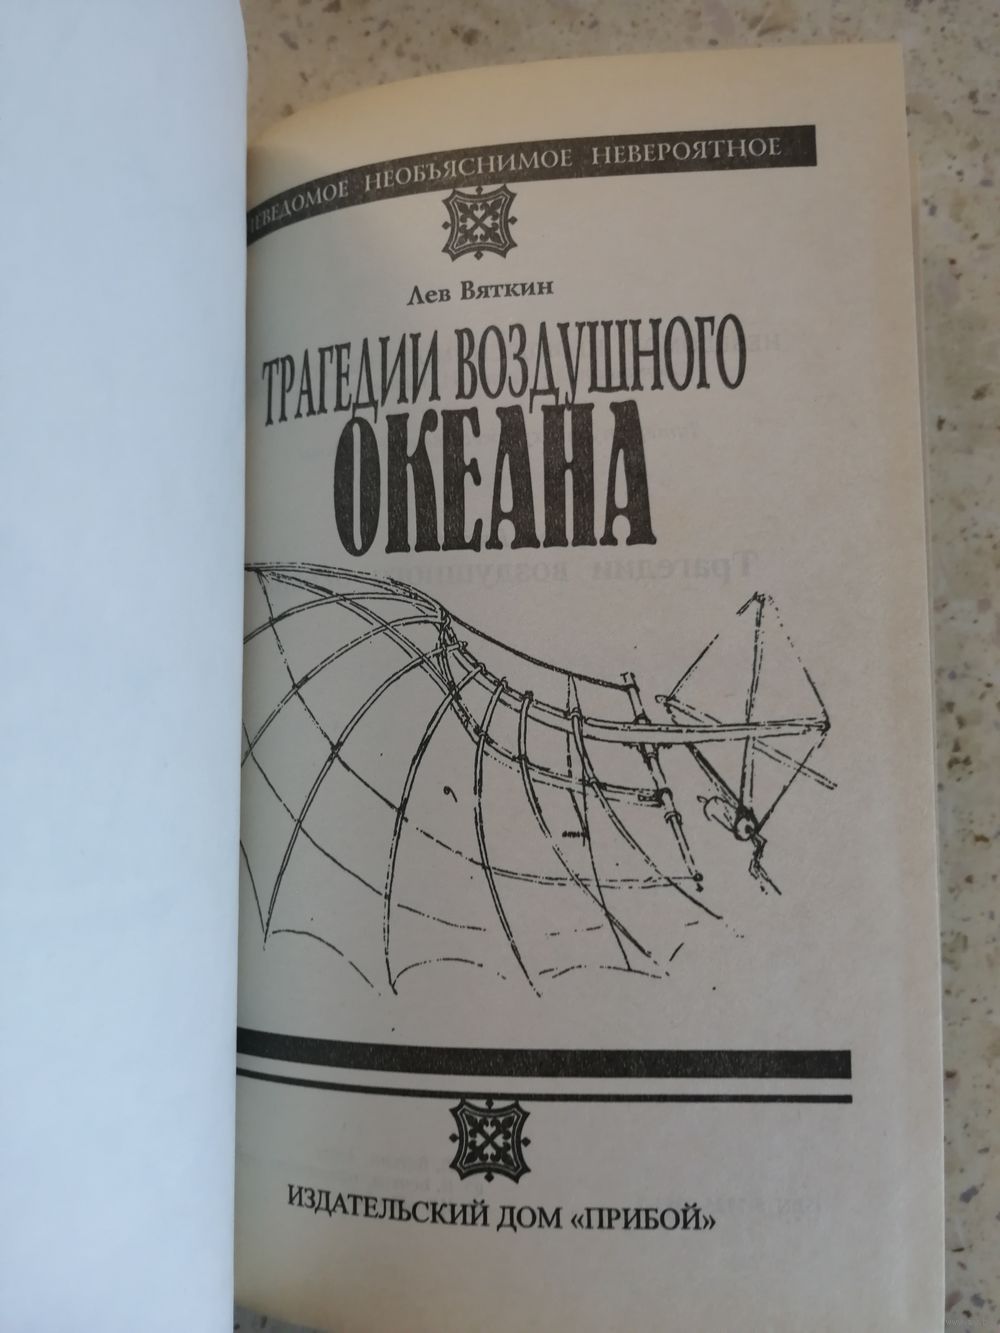 НЕВЕДОМОЕ НЕОБЪЯСНИМОЕ НЕВЕРОЯТНОЕ
Лев Вяткин
ТРАГЕДИИ ВОЗДУШНОГО
ОКЕАНА
ИЗДАТЕЛЬСКИЙ ДОМ «ПРИБОЙ»